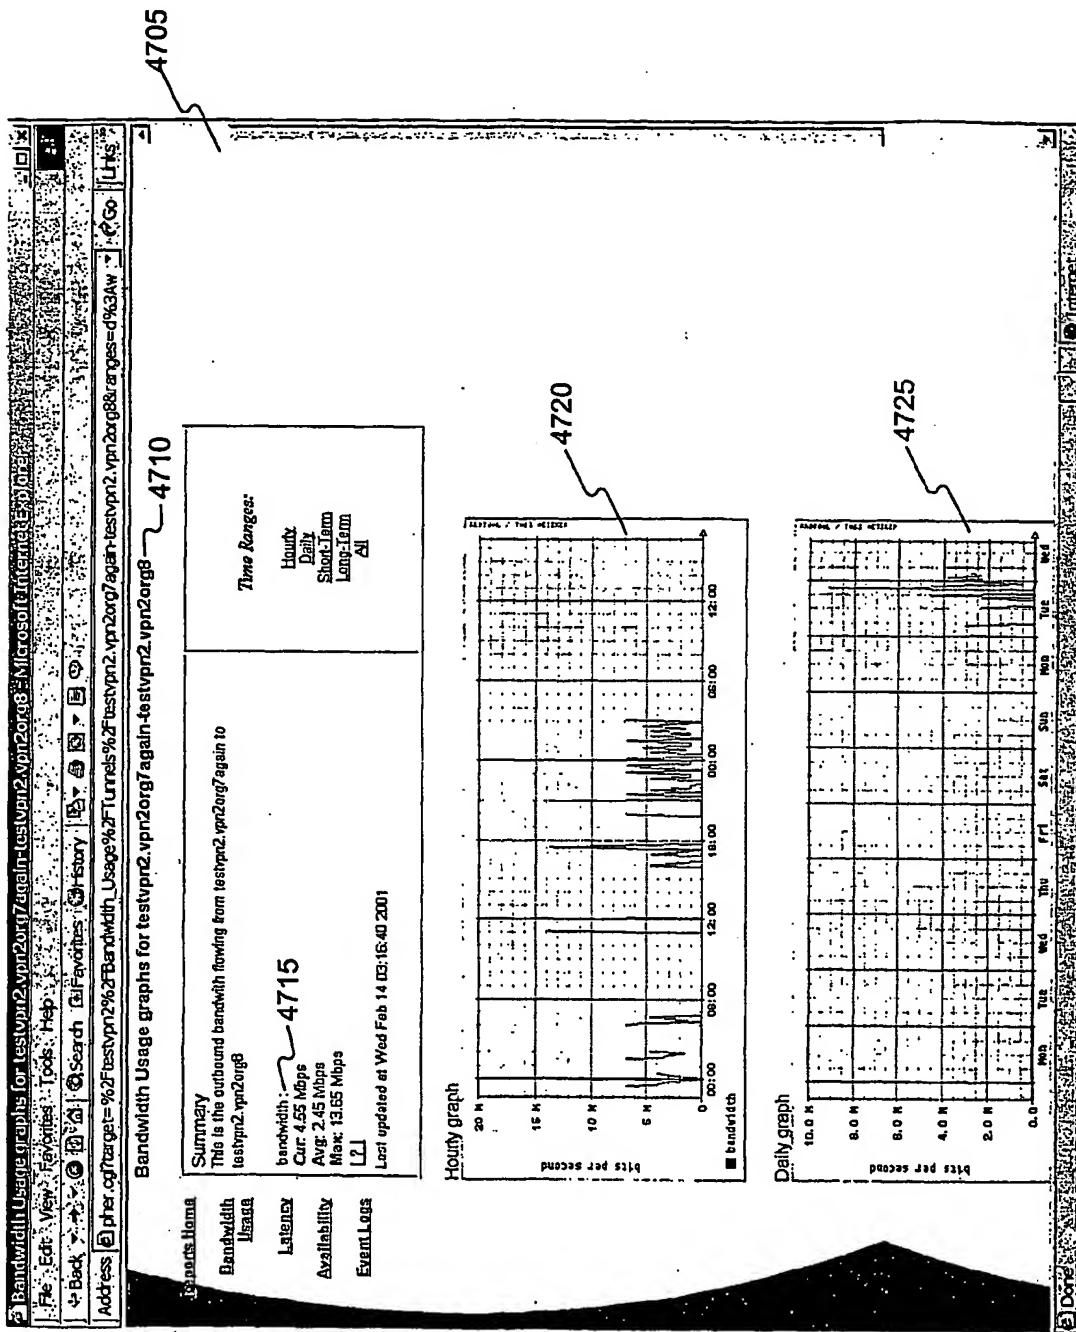 Bandwidth Usage graphs for testvpn2.vpn2org7again-testvpn2.vpn2org8 - Microsoft Internet Explorer
File Edit View Favorites Tools Help
Back Search Favorites History
Address pher.cgi?target=%2Ftestvpn2%2FBandwidth_Usage%2FTunnels%2Ftestvpn2.vpn2org7again-testvpn2.vpn2org8&ranges=d%3Aw Go Links
4705
Bandwidth Usage graphs for testvpn2.vpn2org7again-testvpn2.vpn2org8
4710
Reports Home
Bandwidth
Usage
Latency
Availability
Event Logs
Summary
This is the outbound bandwith flowing from testvpn2.vpn2org7again to
testvpn2.vpn2org8
bandwidth:
4715
Cur: 4.55 Mbps
Avg: 2.45 Mbps
Max: 13.65 Mbps
[?]
Last updated at Wed Feb 14 03:16:40 2001
Time Ranges:
Hourly
Daily
Short-Term
Long-Term
All
Hourly graph
4720
bits per second
20 M
15 M
10 M
5 M
0
00:00 06:00 12:00 18:00 00:00 06:00 12:00
bandwidth
Daily graph
4725
bits per second
10.0 M
8.0 M
6.0 M
4.0 M
2.0 M
0.0
Mon Tue Wed Thu Fri Sat Sun Mon Tue Wed
Done Internet